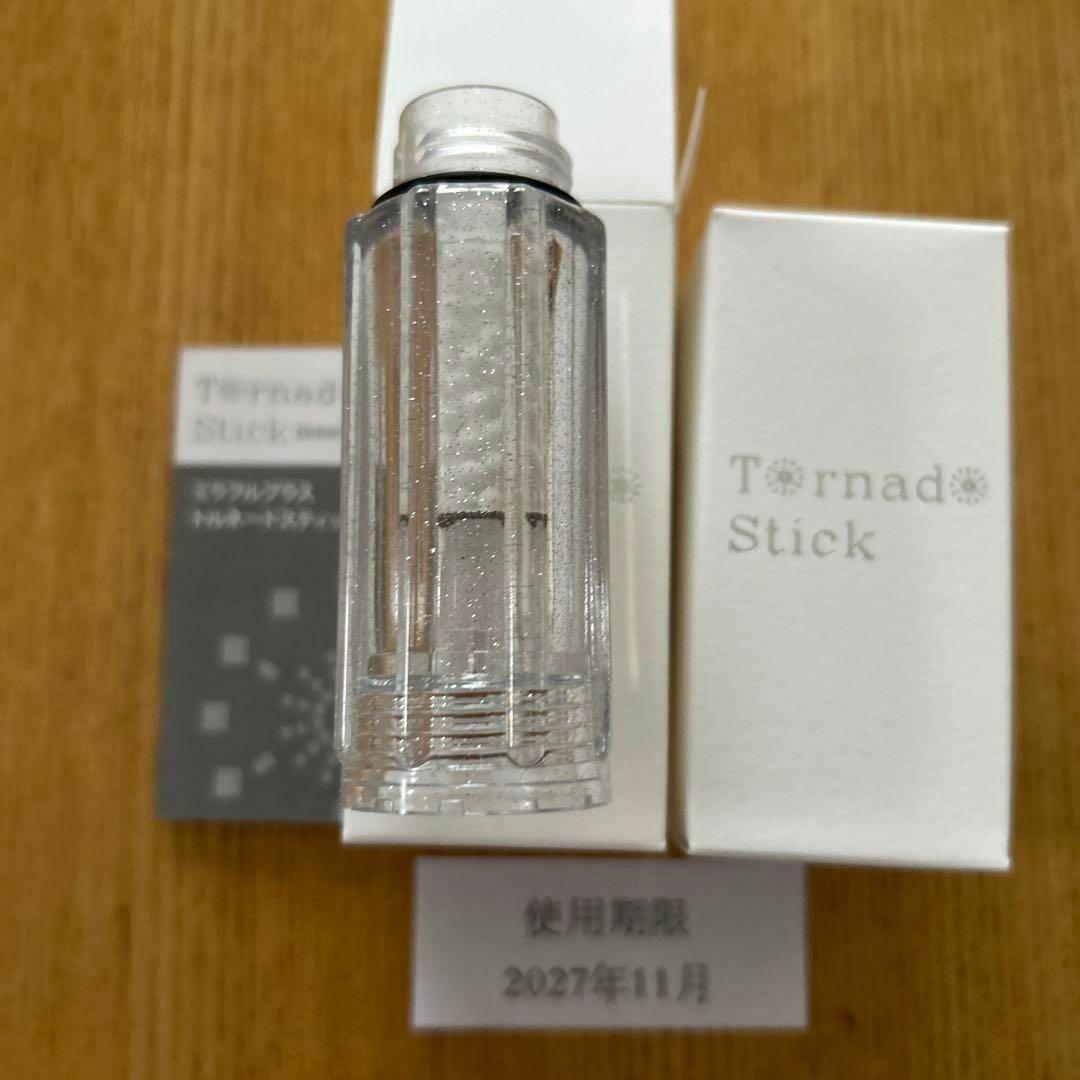 Tornad
Stick
ミラフルプラス
トルネードスティッ
Tornado
Stick
使用期限
2027年11月